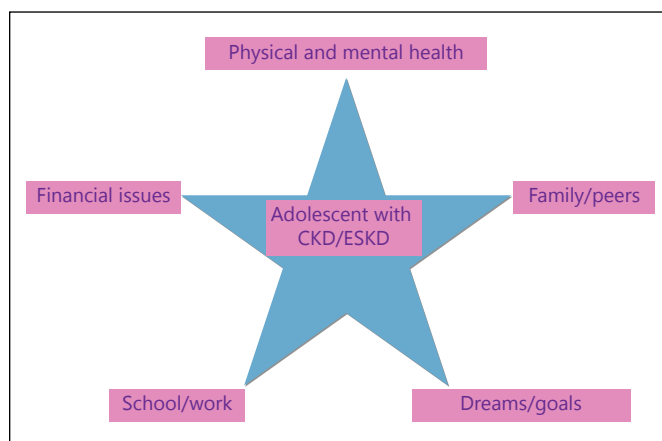 Physical and mental health
Financial issues
Family/peers
Adolescent with
CKD/ESKD
School/work
Dreams/goals